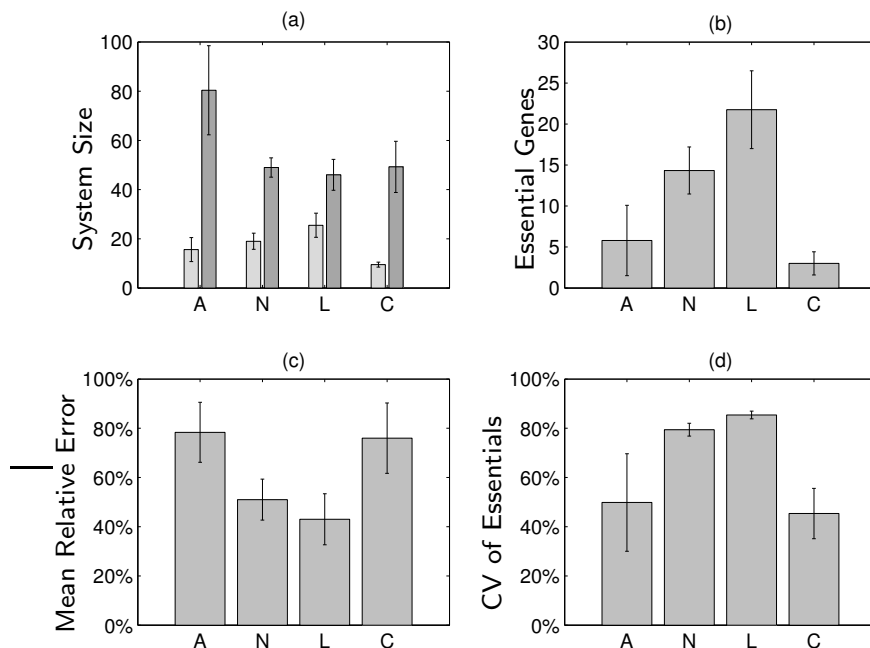 (a)
System Size
100
80
60
40
20
0
A N L C
(b)
Essential Genes
30
25
20
15
10
5
0
A N L C
(c)
Mean Relative Error
100%
80%
60%
40%
20%
0%
A N L C
(d)
CV of Essentials
100%
80%
60%
40%
20%
0%
A N L C